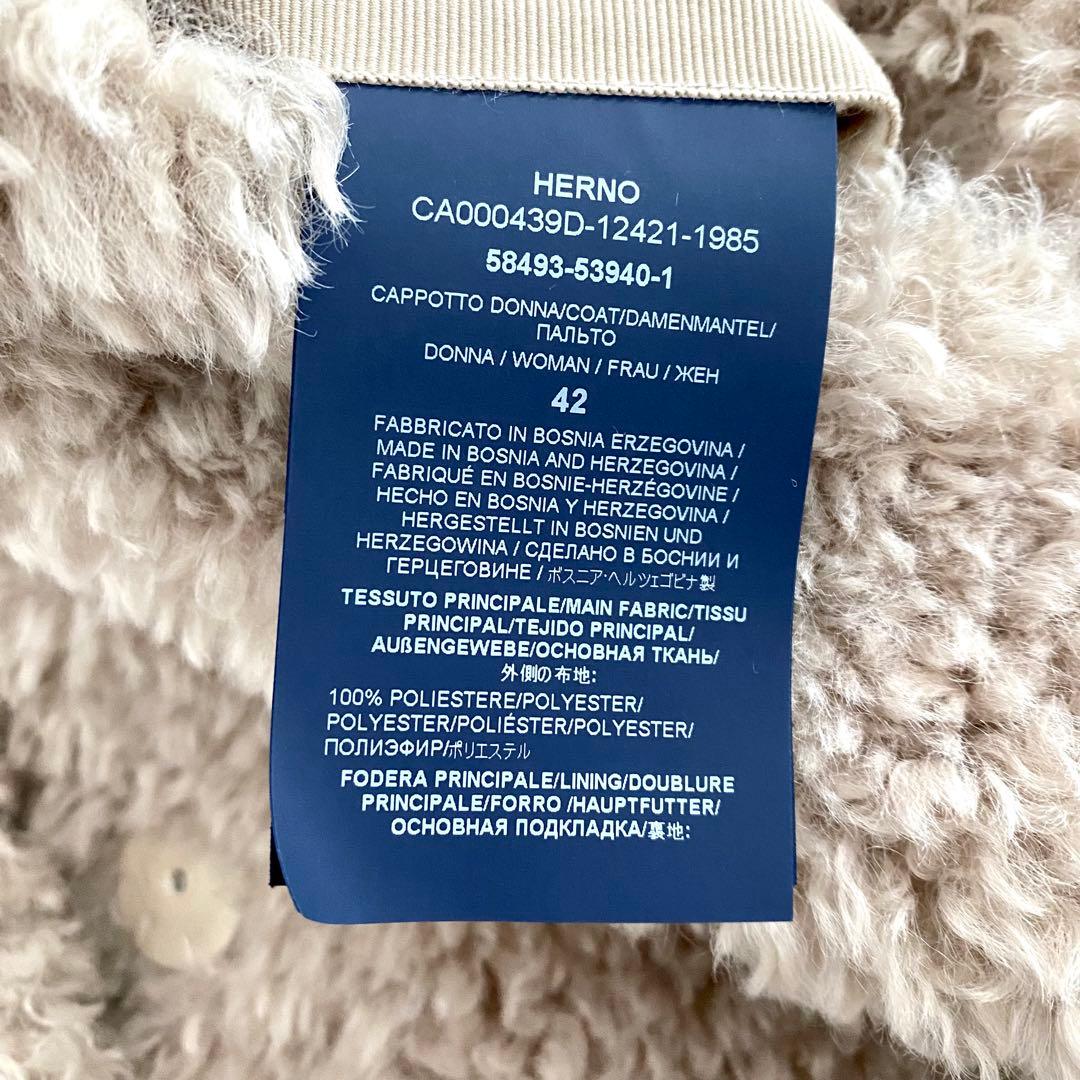 HERNO
CA000439D-12421-1985
58493-53940-1
CAPPOTTO DONNA/COAT/DAMENMANTEL/
ПАЛЬТО
DONNA / WOMAN / FRAU / ЖЕН
42
FABBRICATO IN BOSNIA ERZEGOVINA /
MADE IN BOSNIA AND HERZEGOVINA /
FABRIQUÉ EN BOSNIE-HERZÉGOVINE /
HECHO EN BOSNIA Y HERZEGOVINA /
HERGESTELLT IN BOSNIEN UND
HERZEGOWINA / СДЕЛАНО В БОСНИИ И
ГЕРЦЕГОВИНЕ / ボスニア・ヘルツェゴビナ製
TESSUTO PRINCIPALE/MAIN FABRIC/TISSU
PRINCIPAL/TEJIDO PRINCIPAL/
AUßENGEWEBE/ОСНОВНАЯ ТКАНЬ/
外側の布地:
100% POLIESTERE/POLYESTER/
POLYESTER/POLIÉSTER/POLYESTER/
ПОЛИЭФИР/ポリエステル
FODERA PRINCIPALE/LINING/DOUBLURE
PRINCIPALE/FORRO /HAUPTFUTTER/
ОСНОВНАЯ ПОДКЛАДКА/裏地: